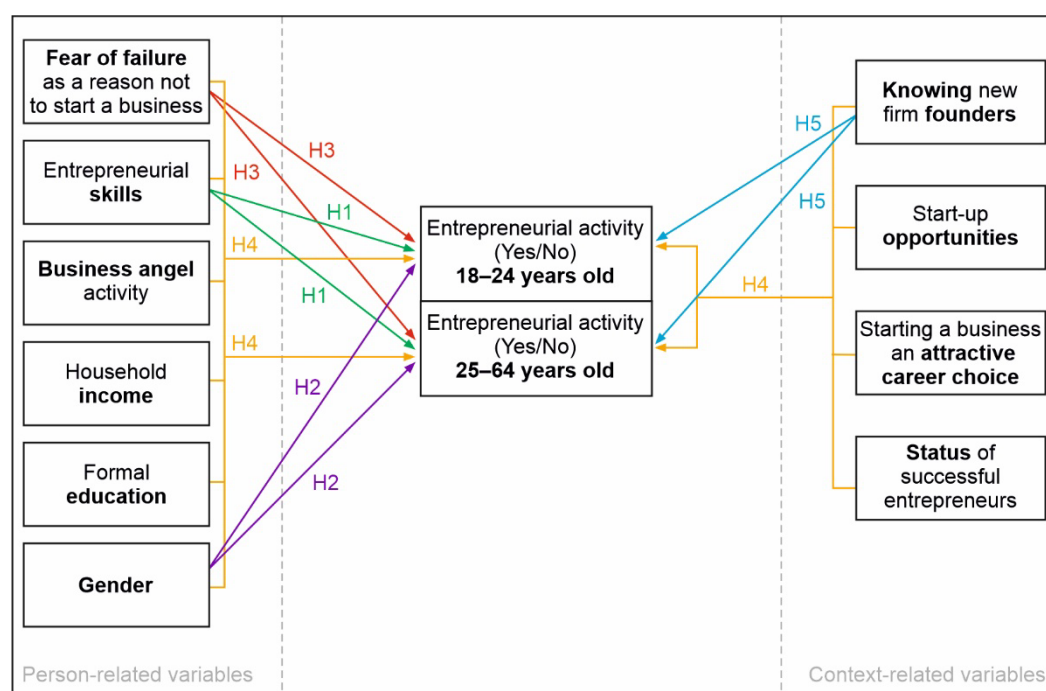 Fear of failure
as a reason not
to start a business
Entrepreneurial
skills
Business angel
activity
Household
income
Formal
education
Gender
Person-related variables
H3
H3
H1
H4
H1
H4
H2
H2
Entrepreneurial activity
(Yes/No)
18–24 years old
Entrepreneurial activity
(Yes/No)
25–64 years old
H5
H5
H4
Knowing new
firm founders
Start-up
opportunities
Starting a business
an attractive
career choice
Status of
successful
entrepreneurs
Context-related variables